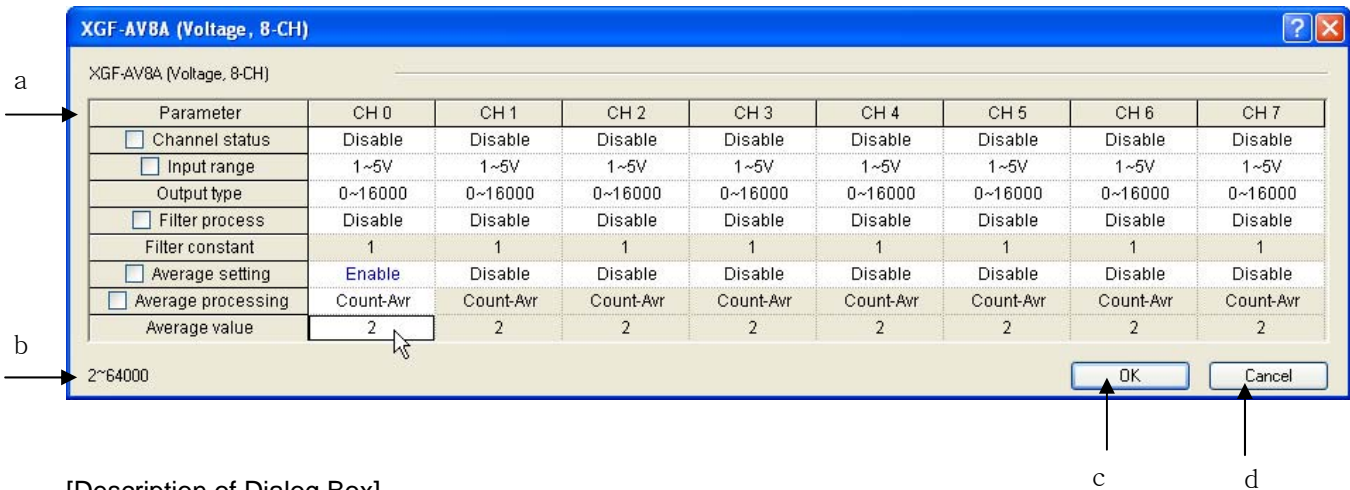 XGF-AV8A (Voltage, 8-CH)
XGF-AV8A (Voltage, 8-CH)
a
Parameter CH 0 CH 1 CH 2 CH 3 CH 4 CH 5 CH 6 CH 7
Channel status Disable Disable Disable Disable Disable Disable Disable Disable
Input range 1~5V 1~5V 1~5V 1~5V 1~5V 1~5V 1~5V 1~5V
Output type 0~16000 0~16000 0~16000 0~16000 0~16000 0~16000 0~16000 0~16000
Filter process Disable Disable Disable Disable Disable Disable Disable Disable
Filter constant 1 1 1 1 1 1 1 1
Average setting Enable Disable Disable Disable Disable Disable Disable Disable
Average processing Count-Avr Count-Avr Count-Avr Count-Avr Count-Avr Count-Avr Count-Avr Count-Avr
Average value 2 2 2 2 2 2 2 2
b
2~64000 OK Cancel
c d
[Description of Dialog Box]